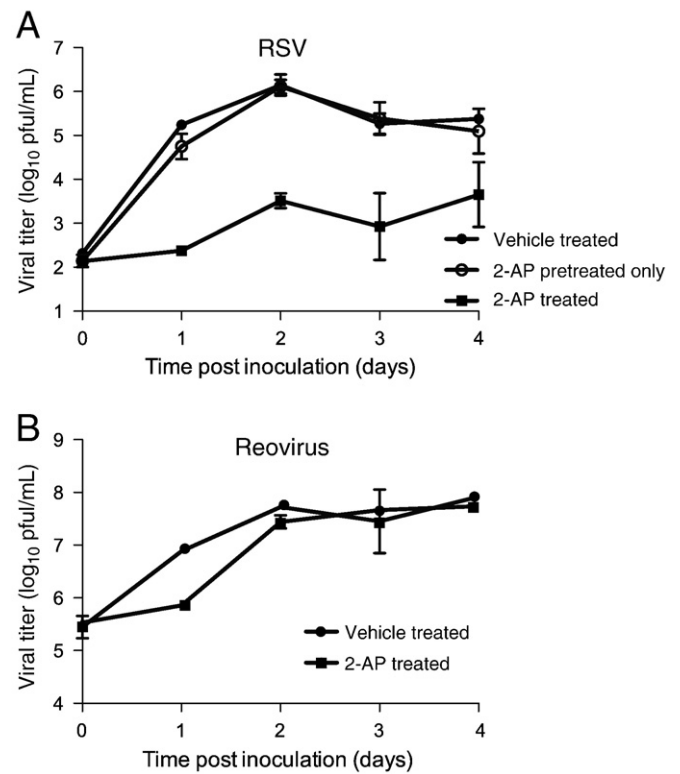 A
RSV
7
6
5
4
3
2
1
Viral titer (log10 pful/mL)
Vehicle treated
2-AP pretreated only
2-AP treated
0 1 2 3 4
Time post inoculation (days)
B
Reovirus
9
8
7
6
5
4
Viral titer (log10 pful/mL)
Vehicle treated
2-AP treated
0 1 2 3 4
Time post inoculation (days)